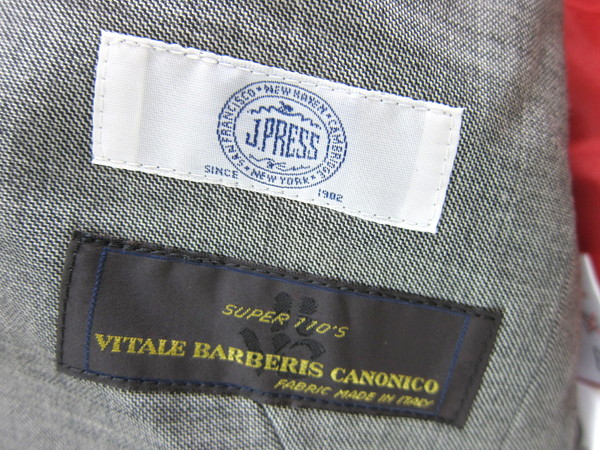 NEW HAVEN • CAMBRIDGE • NEW YORK • SAN FRANCISCO •
J.PRESS
SINCE 1902
SUPER 110'S
VITALE BARBERIS CANONICO
FABRIC MADE IN ITALY